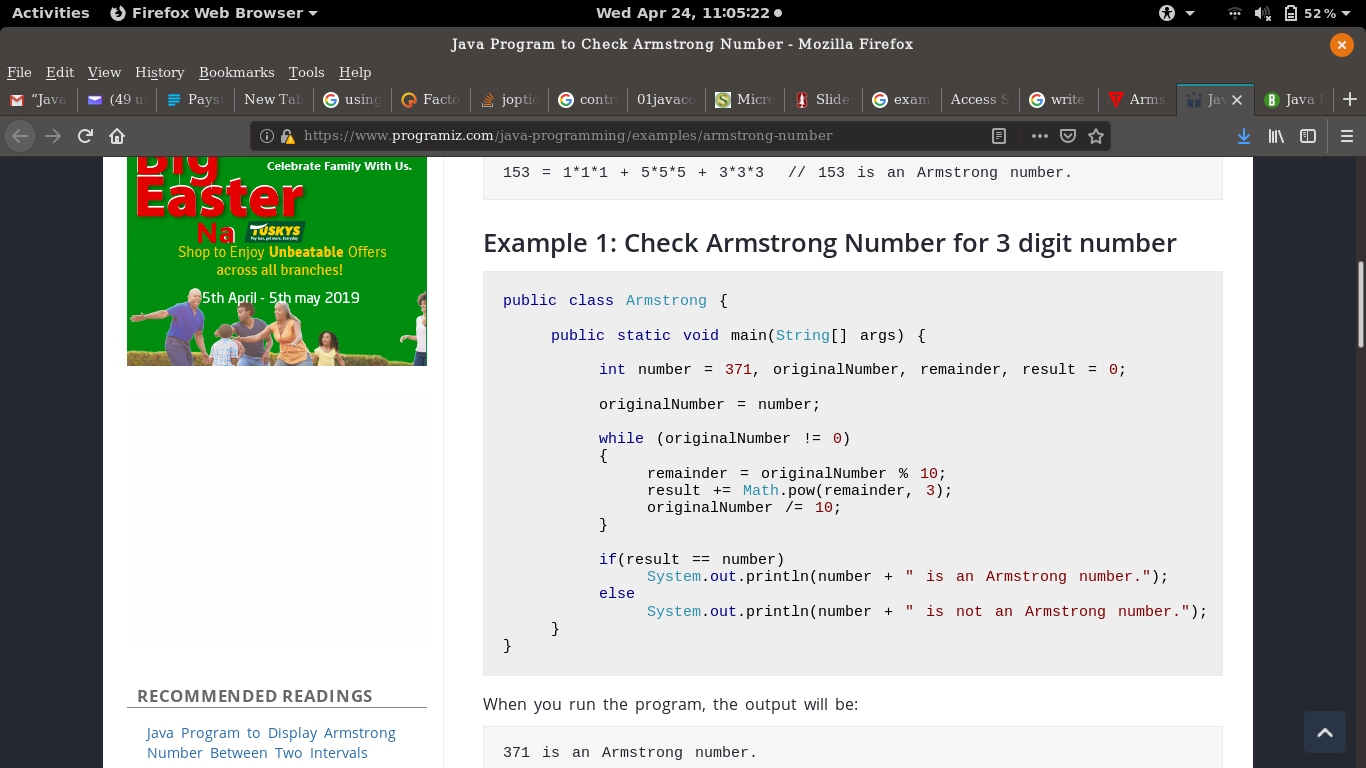 Activities Firefox Web Browser Wed Apr 24, 11:05:22 52 %
Java Program to Check Armstrong Number - Mozilla Firefox
File Edit View History Bookmarks Tools Help
“Java (49 u Payst New Tab using Facto joptic contr 01javaco Micro Slide exam Access S write Arms Jav Java
https://www.programiz.com/java-programming/examples/armstrong-number
Big
Celebrate Family With Us.
Easter
Na TUSKYS
Pay less, get more. Everyday
Shop to Enjoy Unbeatable Offers
across all branches!
5th April - 5th may 2019
RECOMMENDED READINGS
Java Program to Display Armstrong
Number Between Two Intervals
153 = 1*1*1 + 5*5*5 + 3*3*3 // 153 is an Armstrong number.
Example 1: Check Armstrong Number for 3 digit number
public class Armstrong {
public static void main(String[] args) {
int number = 371, originalNumber, remainder, result = 0;
originalNumber = number;
while (originalNumber != 0)
{
remainder = originalNumber % 10;
result += Math.pow(remainder, 3);
originalNumber /= 10;
}
if(result == number)
System.out.println(number + " is an Armstrong number.");
else
System.out.println(number + " is not an Armstrong number.");
}
}
When you run the program, the output will be:
371 is an Armstrong number.